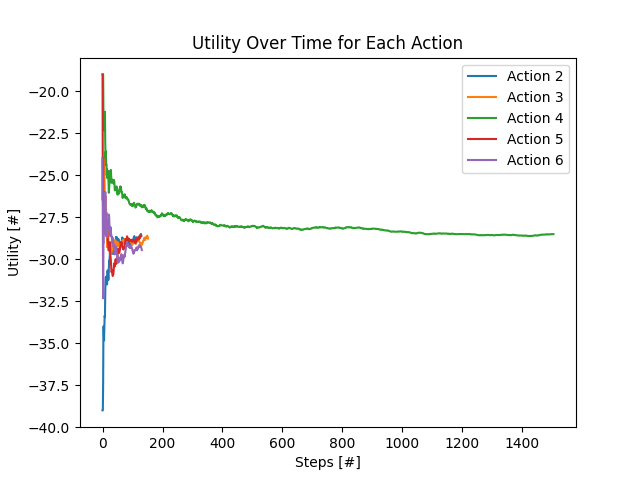 Utility Over Time for Each Action
Action 2
Action 3
Action 4
Action 5
Action 6
−20.0
−22.5
−25.0
−27.5
−30.0
−32.5
−35.0
−37.5
−40.0
Utility [#]
0 200 400 600 800 1000 1200 1400
Steps [#]